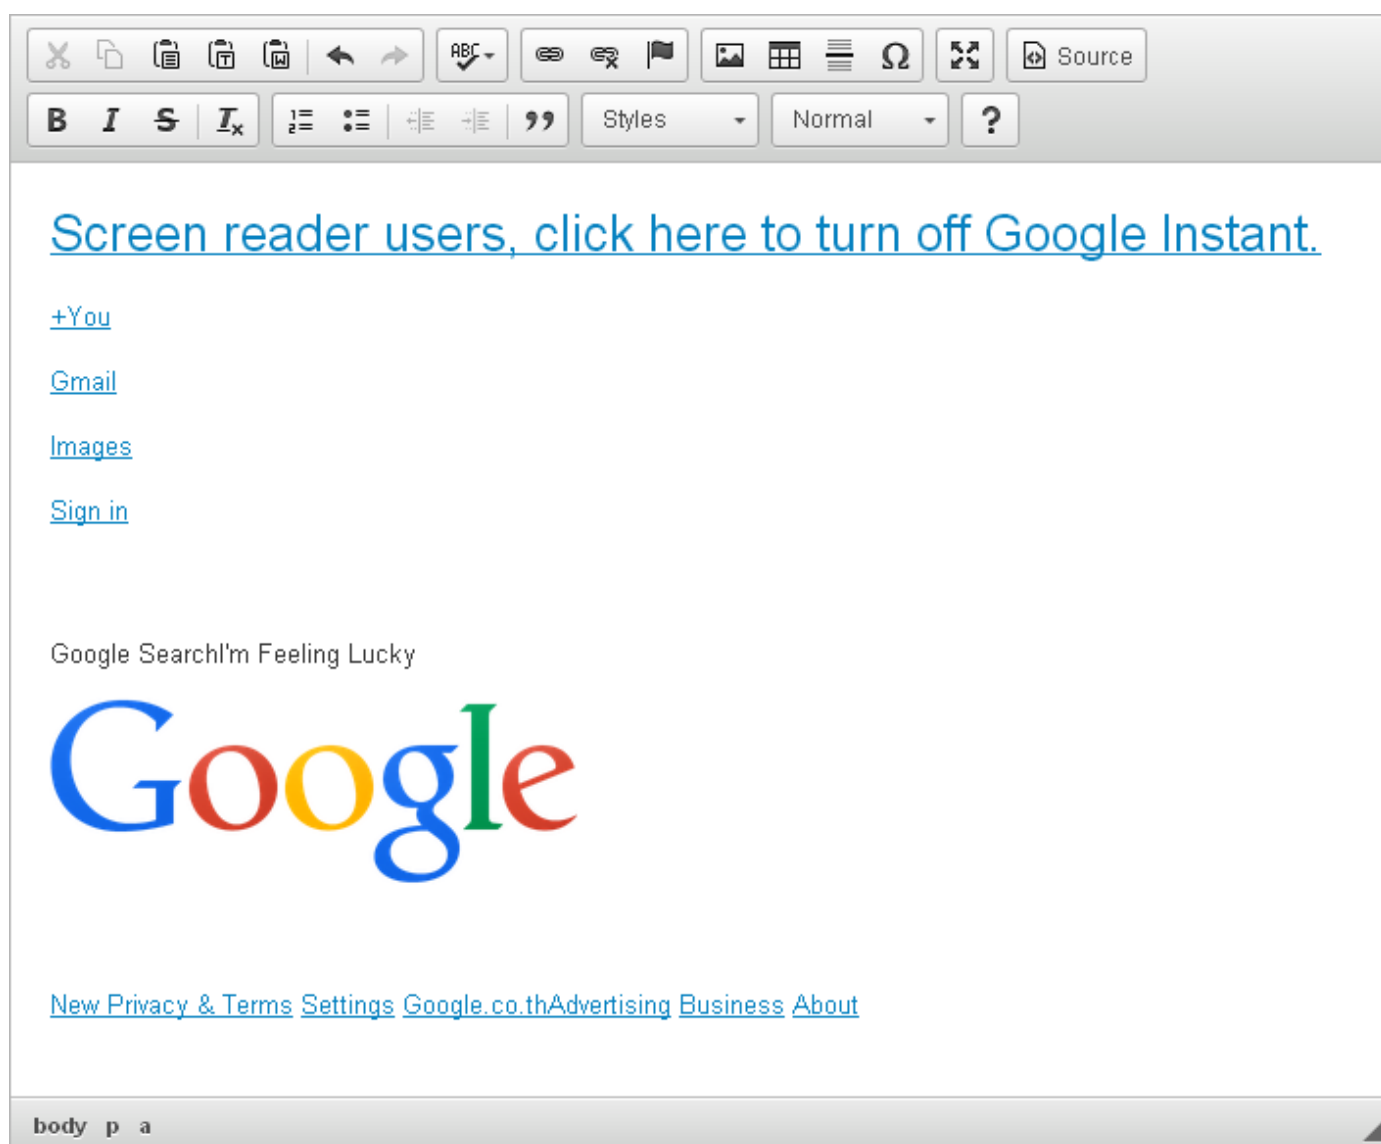 ABC Source
B I S Tx Styles Normal ?
Screen reader users, click here to turn off Google Instant.
+You
Gmail
Images
Sign in
Google SearchI'm Feeling Lucky
Google
New Privacy & Terms Settings Google.co.thAdvertising Business About
body p a